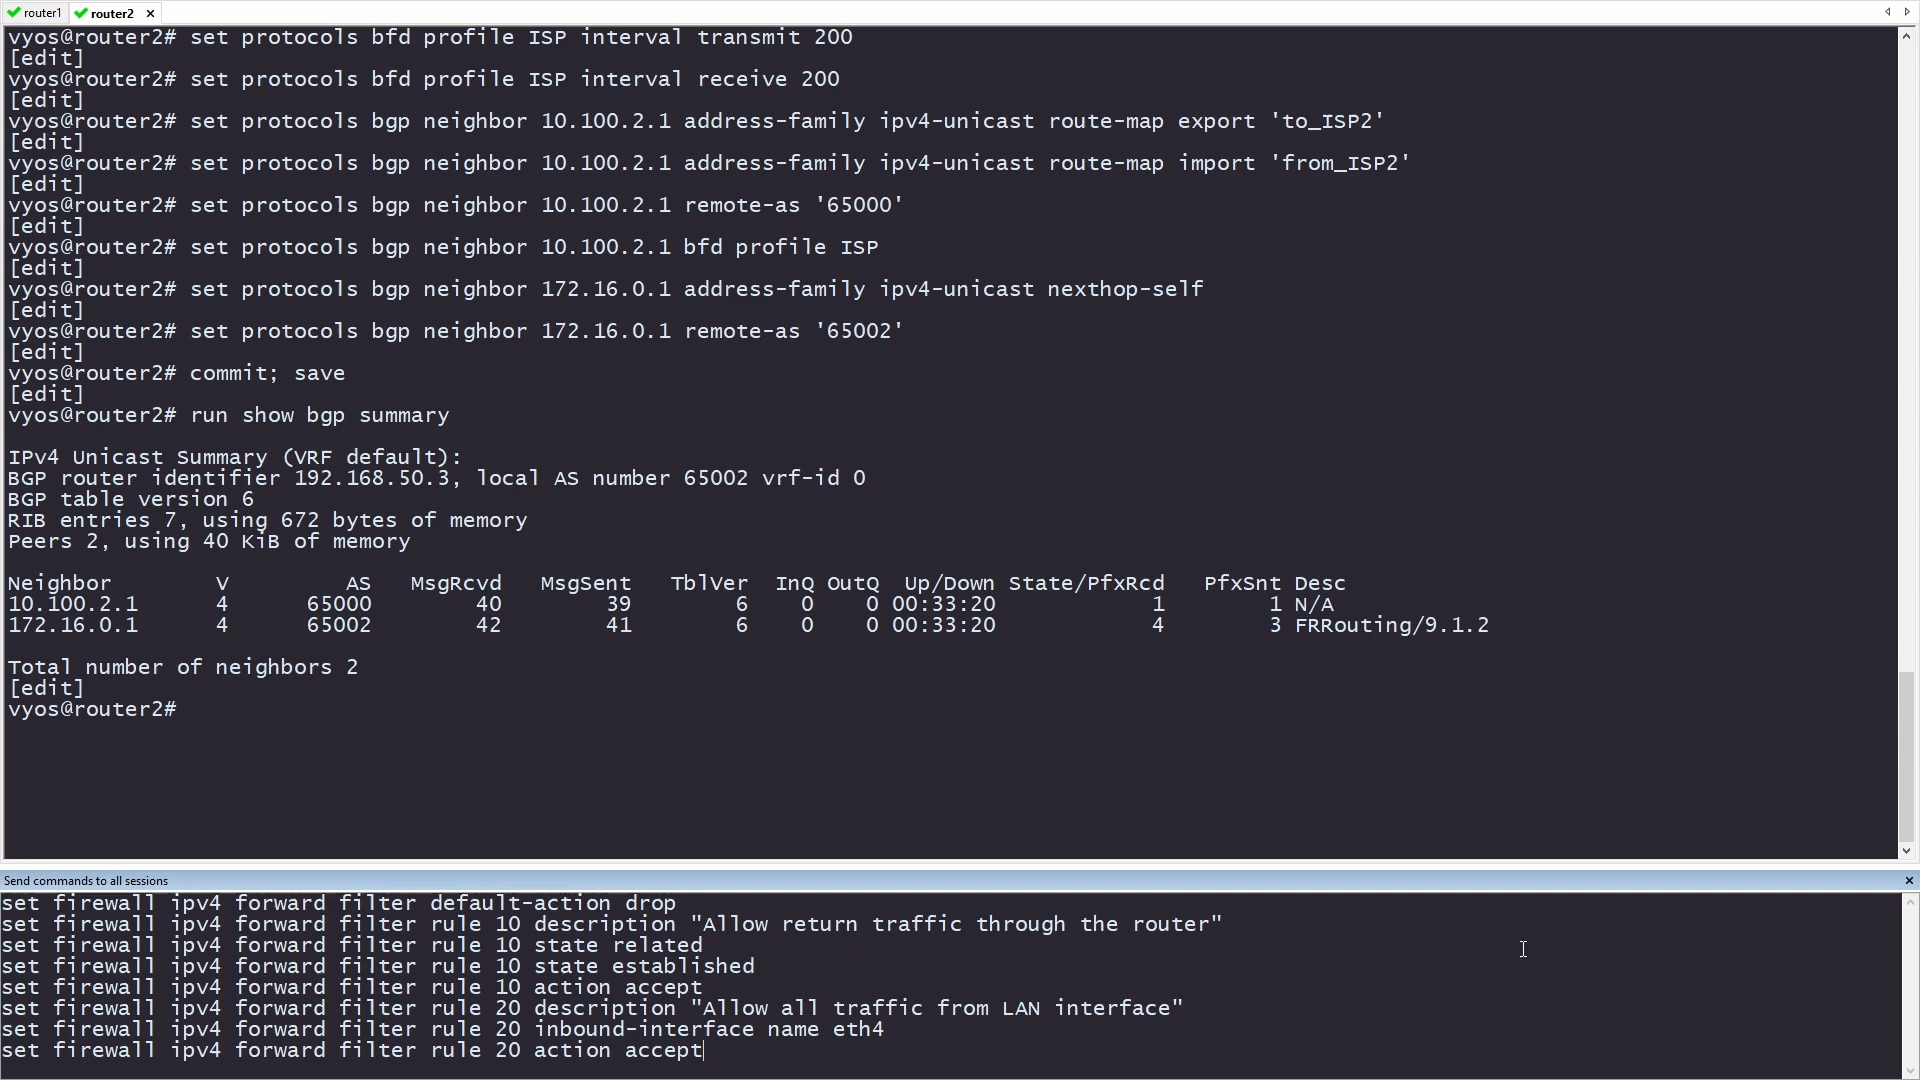 router1 router2
vyos@router2# set protocols bfd profile ISP interval transmit 200
[edit]
vyos@router2# set protocols bfd profile ISP interval receive 200
[edit]
vyos@router2# set protocols bgp neighbor 10.100.2.1 address-family ipv4-unicast route-map export 'to_ISP2'
[edit]
vyos@router2# set protocols bgp neighbor 10.100.2.1 address-family ipv4-unicast route-map import 'from_ISP2'
[edit]
vyos@router2# set protocols bgp neighbor 10.100.2.1 remote-as '65000'
[edit]
vyos@router2# set protocols bgp neighbor 10.100.2.1 bfd profile ISP
[edit]
vyos@router2# set protocols bgp neighbor 172.16.0.1 address-family ipv4-unicast nexthop-self
[edit]
vyos@router2# set protocols bgp neighbor 172.16.0.1 remote-as '65002'
[edit]
vyos@router2# commit; save
[edit]
vyos@router2# run show bgp summary
IPv4 Unicast Summary (VRF default):
BGP router identifier 192.168.50.3, local AS number 65002 vrf-id 0
BGP table version 6
RIB entries 7, using 672 bytes of memory
Peers 2, using 40 KiB of memory
Neighbor V AS MsgRcvd MsgSent TblVer InQ OutQ Up/Down State/PfxRcd PfxSnt Desc
10.100.2.1 4 65000 40 39 6 0 0 00:33:20 1 1 N/A
172.16.0.1 4 65002 42 41 6 0 0 00:33:20 4 3 FRRouting/9.1.2
Total number of neighbors 2
[edit]
vyos@router2#
Send commands to all sessions
set firewall ipv4 forward filter default-action drop
set firewall ipv4 forward filter rule 10 description "Allow return traffic through the router"
set firewall ipv4 forward filter rule 10 state related
set firewall ipv4 forward filter rule 10 state established
set firewall ipv4 forward filter rule 10 action accept
set firewall ipv4 forward filter rule 20 description "Allow all traffic from LAN interface"
set firewall ipv4 forward filter rule 20 inbound-interface name eth4
set firewall ipv4 forward filter rule 20 action accept